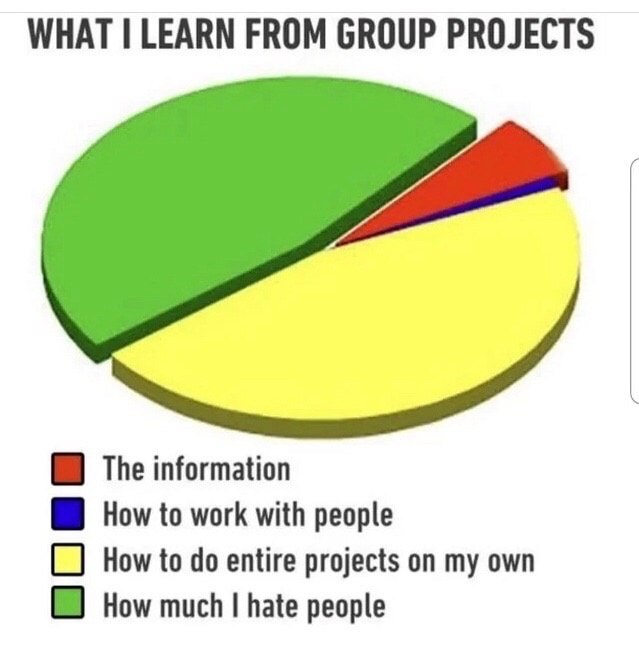 WHAT I LEARN FROM GROUP PROJECTS
The information
How to work with people
How to do entire projects on my own
How much I hate people